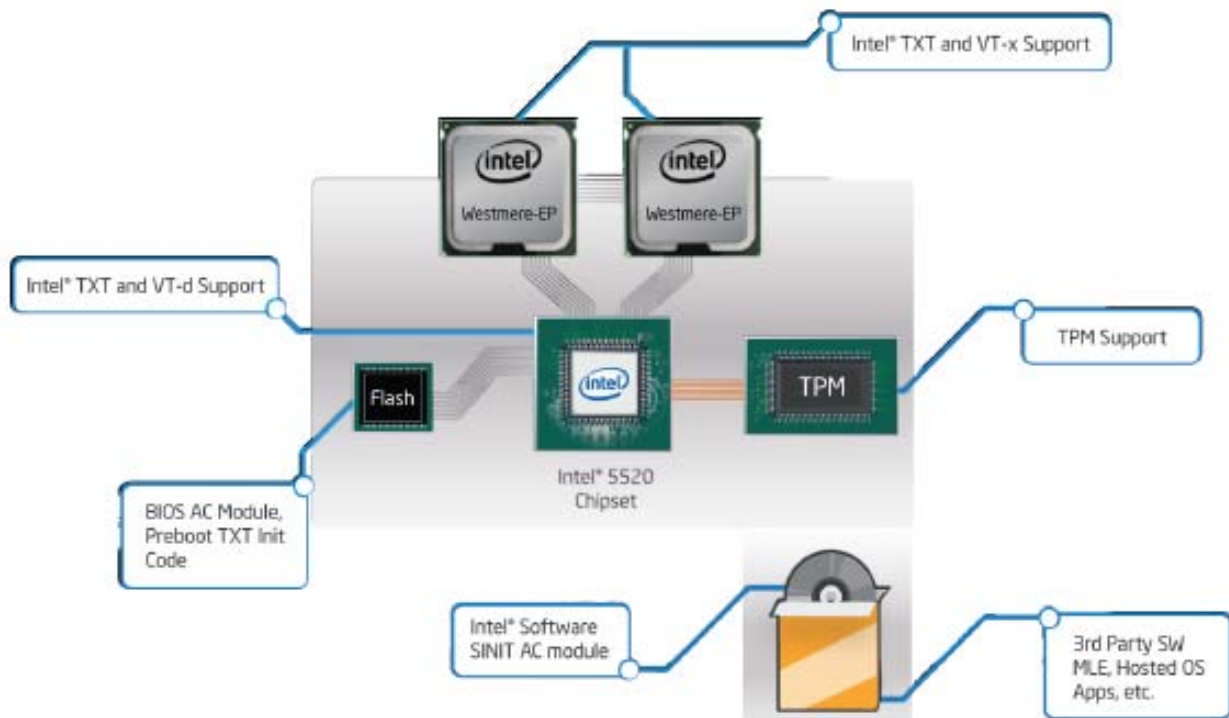 Intel® TXT and VT-x Support
intel
Westmere-EP
intel
Westmere-EP
Intel® TXT and VT-d Support
TPM Support
Flash
intel
TPM
Intel® 5520
Chipset
BIOS AC Module,
Preboot TXT Init
Code
Intel® Software
SINIT AC module
3rd Party SW
MLE, Hosted OS
Apps, etc.